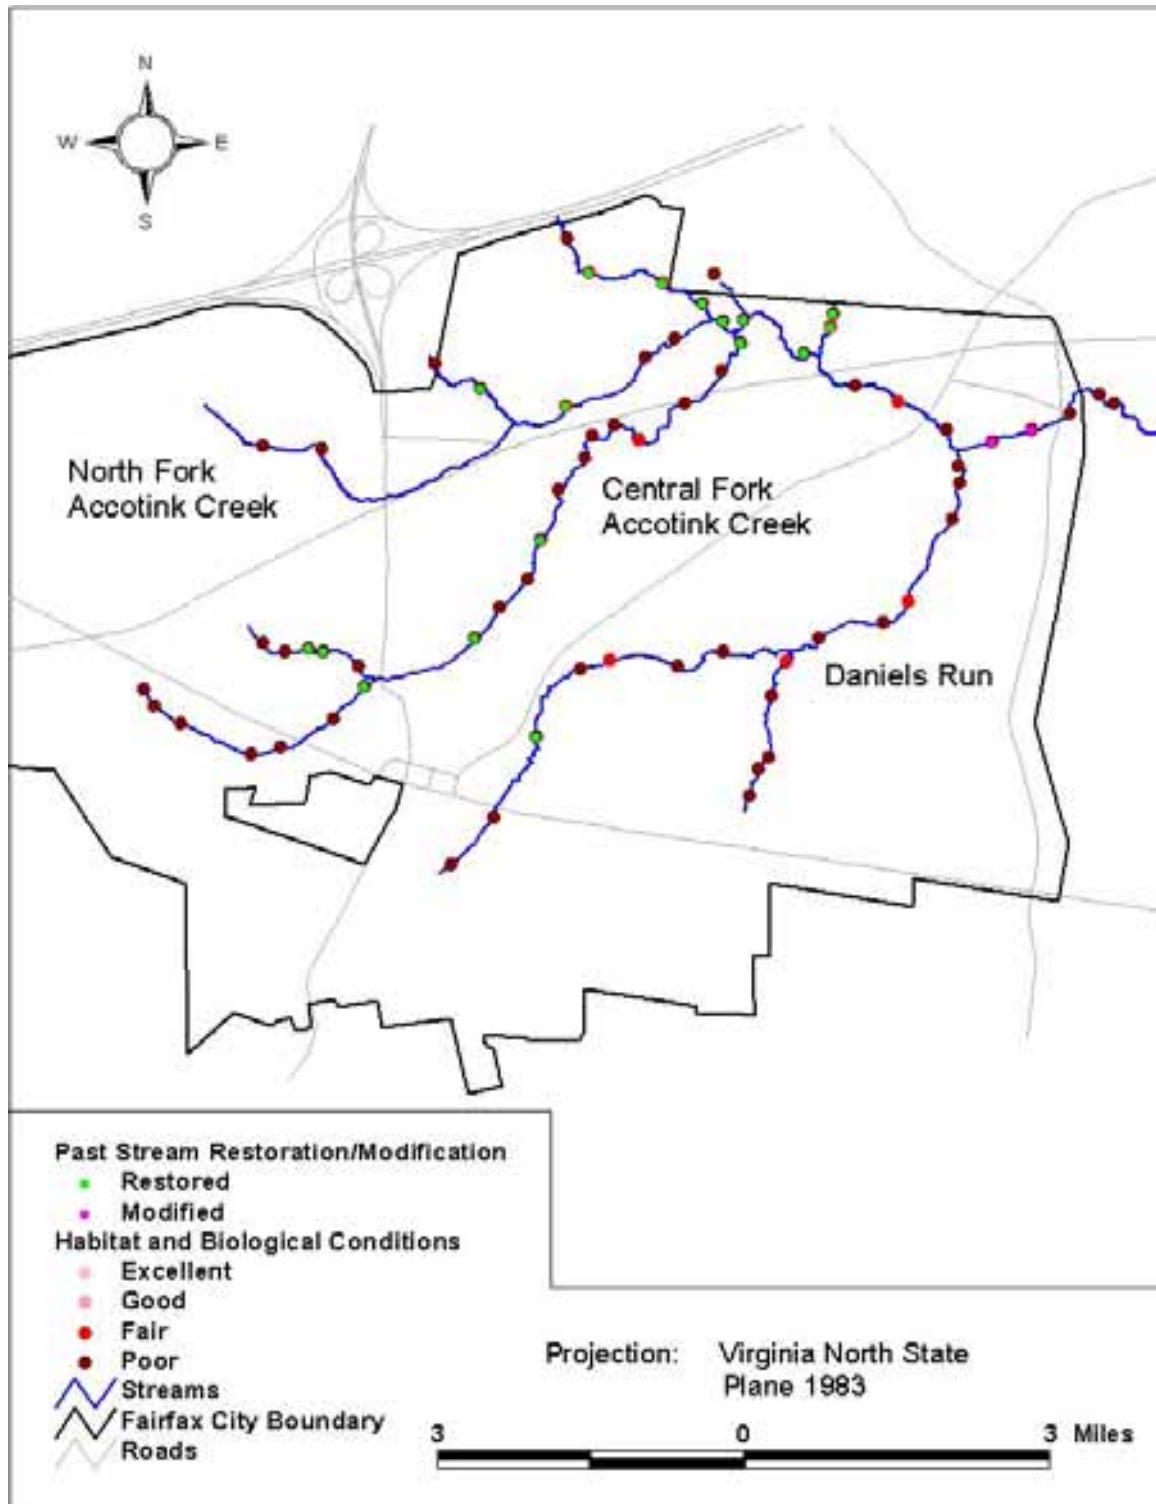 N
W E
S
North Fork
Accotink Creek
Central Fork
Accotink Creek
Daniels Run
Past Stream Restoration/Modification
Restored
Modified
Habitat and Biological Conditions
Excellent
Good
Fair
Poor
Streams
Fairfax City Boundary
Roads
Projection: Virginia North State
Plane 1983
3 0 3 Miles